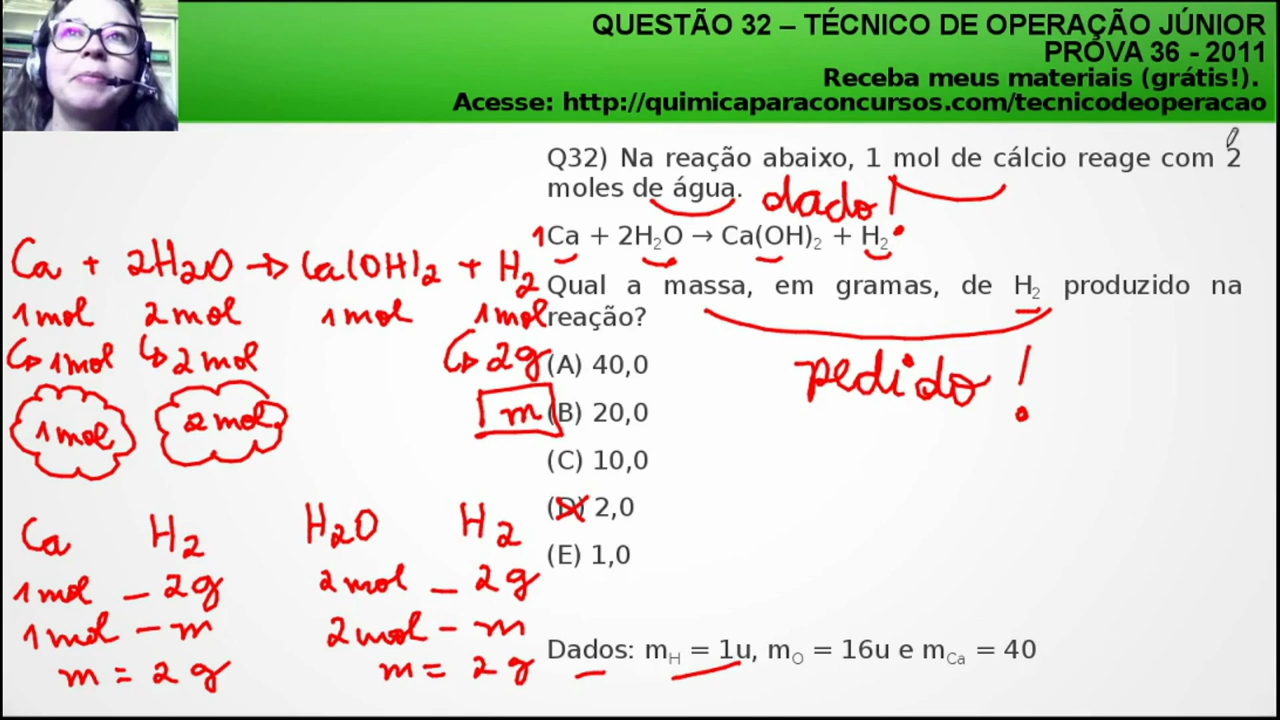 QUESTÃO 32 – TÉCNICO DE OPERAÇÃO JÚNIOR
PROVA 36 - 2011
Receba meus materiais (grátis!).
Acesse: http://quimicaparaconcursos.com/tecnicodeoperacao
Q32) Na reação abaixo, 1 mol de cálcio reage com 2
moles de água.
dado!
1Ca + 2H₂O → Ca(OH)₂ + H₂
Qual a massa, em gramas, de H₂ produzido na
reação?
pedido!
(A) 40,0
(B) 20,0
(C) 10,0
(D) 2,0
(E) 1,0
Dados: mH = 1u, mO = 16u e mCa = 40
Ca + 2H₂O → Ca(OH)₂ + H₂
1mol 2mol 1mol 1mol
↳ 1mol ↳ 2mol ↳ 2g
1mol 2mol m
Ca H₂ H₂O H₂
1mol – 2g 2mol – 2g
1mol – m 2mol – m
m = 2g m = 2g